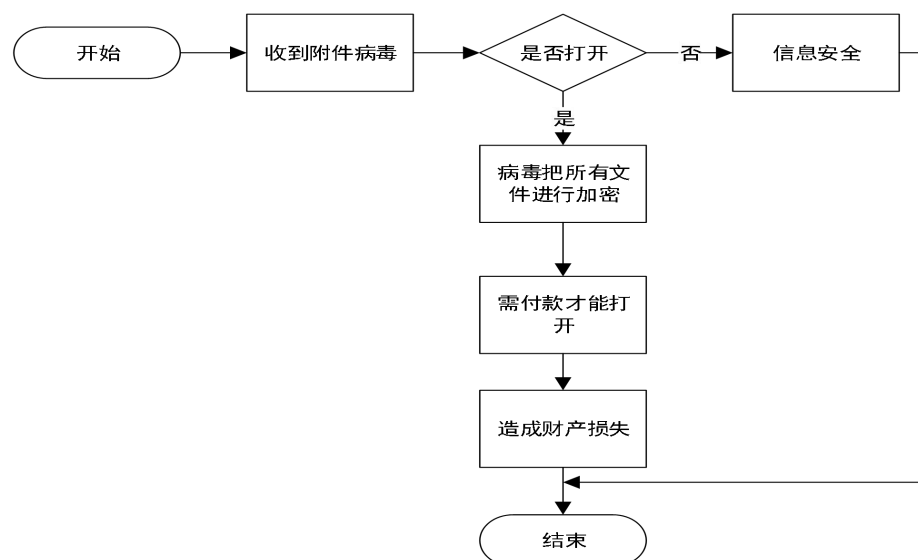 开始
收到附件病毒
是否打开
否
信息安全
是
病毒把所有文
件进行加密
需付款才能打
开
造成财产损失
结束